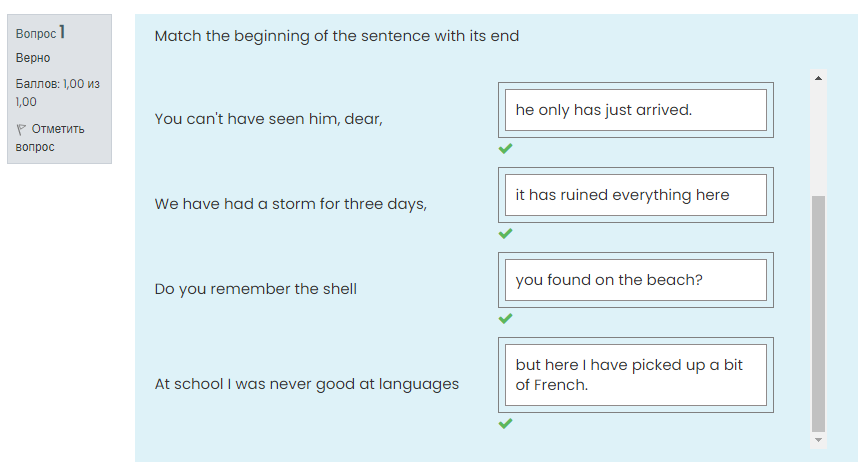 Вопрос 1
Верно
Баллов: 1,00 из
1,00
Отметить
вопрос
Match the beginning of the sentence with its end
You can't have seen him, dear,
he only has just arrived.
We have had a storm for three days,
it has ruined everything here
Do you remember the shell
you found on the beach?
At school I was never good at languages
but here I have picked up a bit
of French.